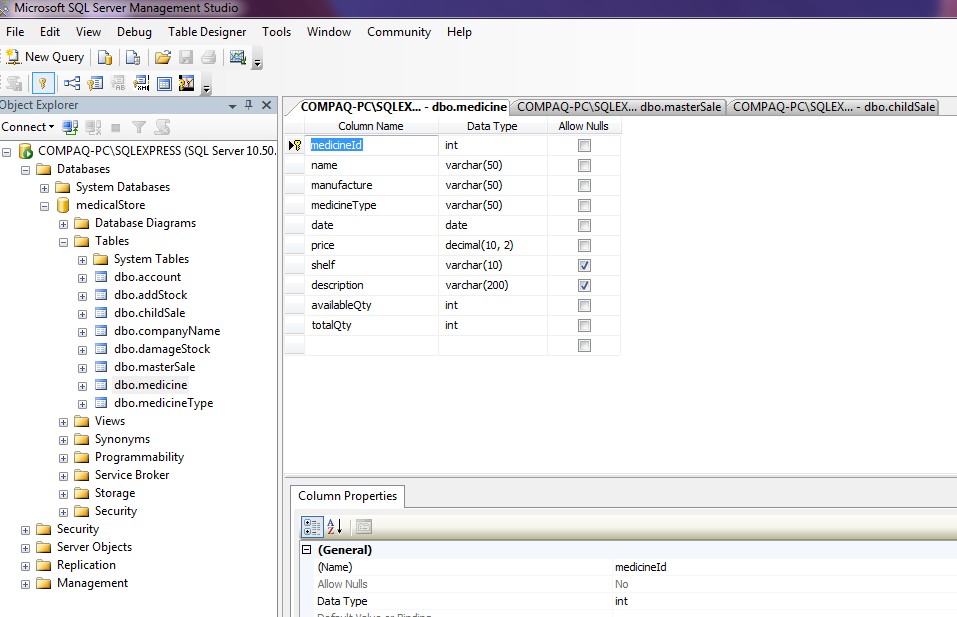 Microsoft SQL Server Management Studio
File Edit View Debug Table Designer Tools Window Community Help
New Query
Object Explorer
Connect
COMPAQ-PC\SQLEXPRESS (SQL Server 10.50.
Databases
System Databases
medicalStore
Database Diagrams
Tables
System Tables
dbo.account
dbo.addStock
dbo.childSale
dbo.companyName
dbo.damageStock
dbo.masterSale
dbo.medicine
dbo.medicineType
Views
Synonyms
Programmability
Service Broker
Storage
Security
Security
Server Objects
Replication
Management
COMPAQ-PC\SQLEX... - dbo.medicine COMPAQ-PC\SQLEX... dbo.masterSale COMPAQ-PC\SQLEX... - dbo.childSale
Column Name Data Type Allow Nulls
medicineId int
name varchar(50)
manufacture varchar(50)
medicineType varchar(50)
date date
price decimal(10, 2)
shelf varchar(10)
description varchar(200)
availableQty int
totalQty int
Column Properties
(General)
(Name) medicineId
Allow Nulls No
Data Type int
Default Value or Binding